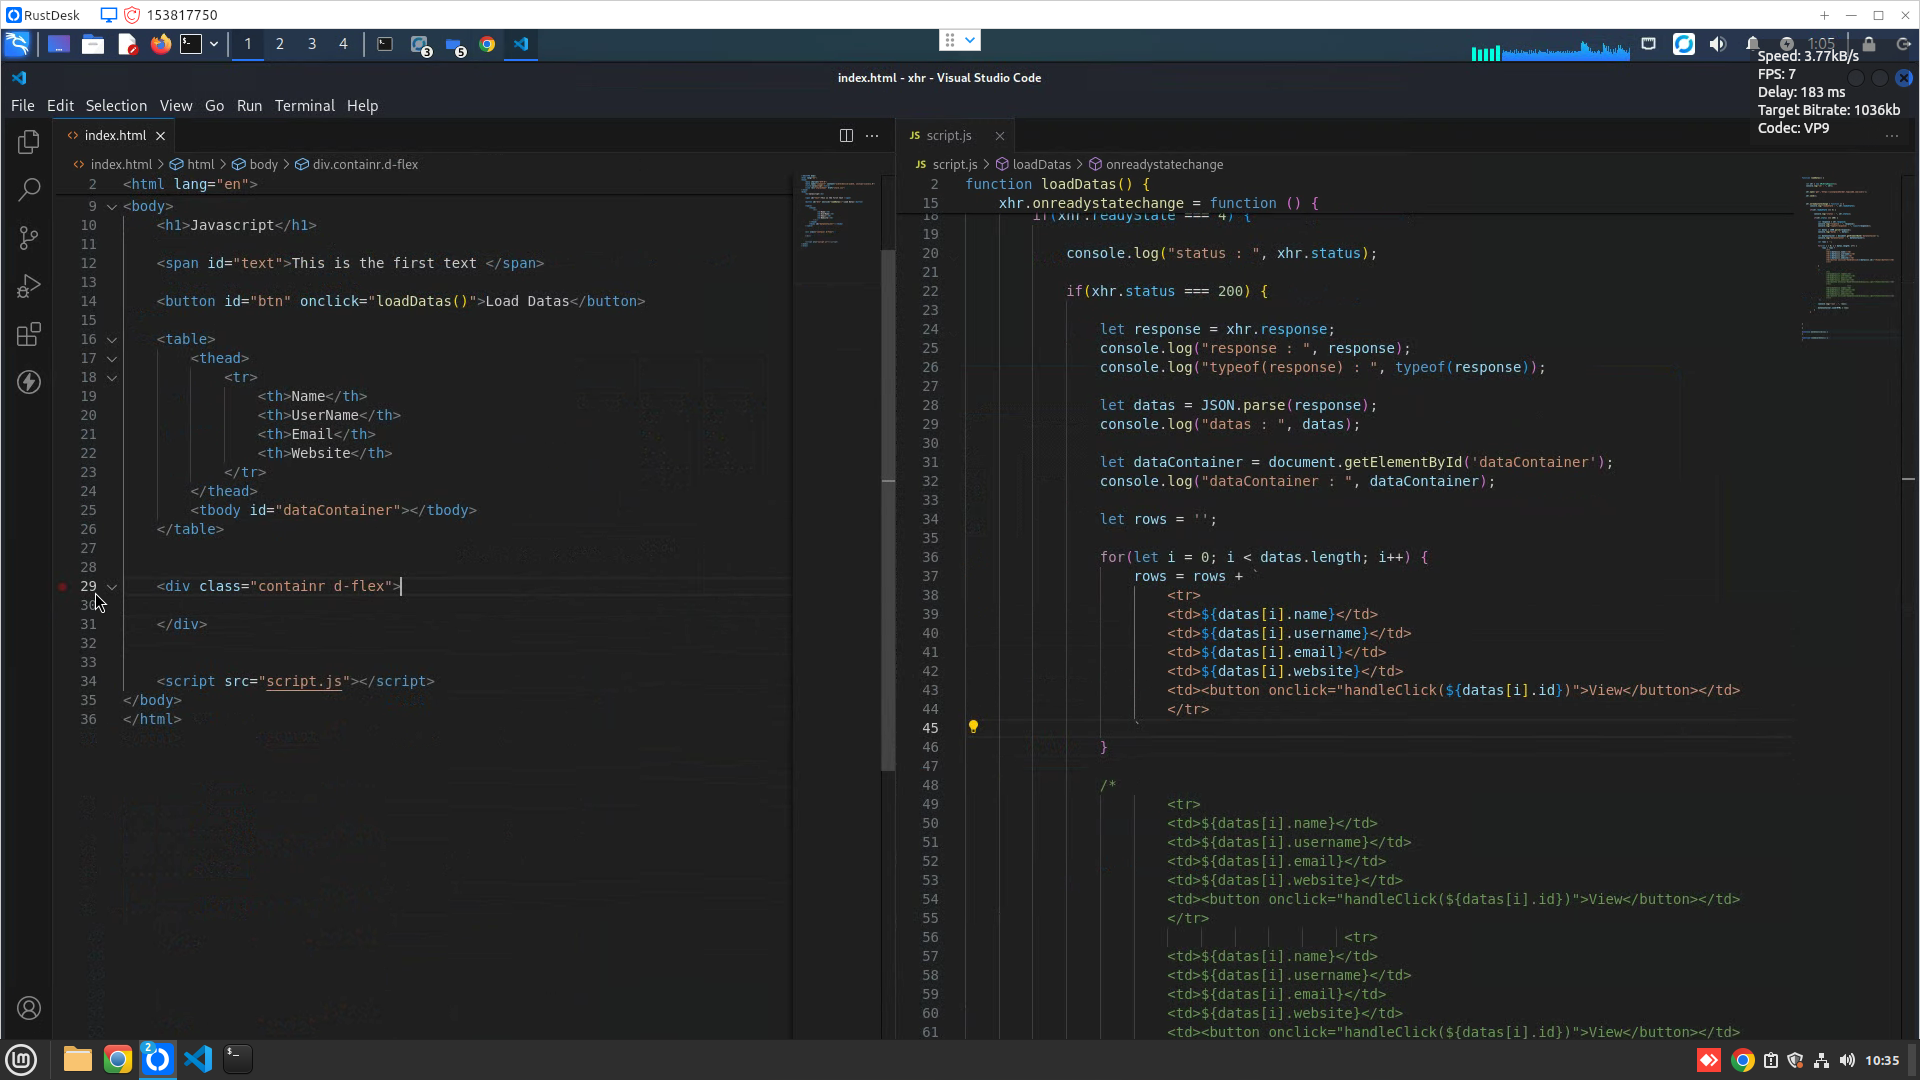 RustDesk 153817750
1 2 3 4 3 5 1:05
index.html - xhr - Visual Studio Code
Speed: 3.77kB/s
FPS: 7
Delay: 183 ms
Target Bitrate: 1036kb
Codec: VP9
File Edit Selection View Go Run Terminal Help
index.html
index.html > html > body > div.containr.d-flex
2 <html lang="en">
9 <body>
10 <h1>Javascript</h1>
11
12 <span id="text">This is the first text </span>
13
14 <button id="btn" onclick="loadDatas()">Load Datas</button>
15
16 <table>
17 <thead>
18 <tr>
19 <th>Name</th>
20 <th>UserName</th>
21 <th>Email</th>
22 <th>Website</th>
23 </tr>
24 </thead>
25 <tbody id="dataContainer"></tbody>
26 </table>
27
28
29 <div class="containr d-flex">
30
31 </div>
32
33
34 <script src="script.js"></script>
35 </body>
36 </html>
JS script.js
JS script.js > loadDatas > onreadystatechange
2 function loadDatas() {
15 xhr.onreadystatechange = function () {
18 if(xhr.readyState === 4) {
19
20 console.log("status : ", xhr.status);
21
22 if(xhr.status === 200) {
23
24 let response = xhr.response;
25 console.log("response : ", response);
26 console.log("typeof(response) : ", typeof(response));
27
28 let datas = JSON.parse(response);
29 console.log("datas : ", datas);
30
31 let dataContainer = document.getElementById('dataContainer');
32 console.log("dataContainer : ", dataContainer);
33
34 let rows = '';
35
36 for(let i = 0; i < datas.length; i++) {
37 rows = rows + `
38 <tr>
39 <td>${datas[i].name}</td>
40 <td>${datas[i].username}</td>
41 <td>${datas[i].email}</td>
42 <td>${datas[i].website}</td>
43 <td><button onclick="handleClick(${datas[i].id})">View</button></td>
44 </tr>
45 `
46 }
47
48 /*
49 <tr>
50 <td>${datas[i].name}</td>
51 <td>${datas[i].username}</td>
52 <td>${datas[i].email}</td>
53 <td>${datas[i].website}</td>
54 <td><button onclick="handleClick(${datas[i].id})">View</button></td>
55 </tr>
56 <tr>
57 <td>${datas[i].name}</td>
58 <td>${datas[i].username}</td>
59 <td>${datas[i].email}</td>
60 <td>${datas[i].website}</td>
61 <td><button onclick="handleClick(${datas[i].id})">View</button></td>
2 10:35